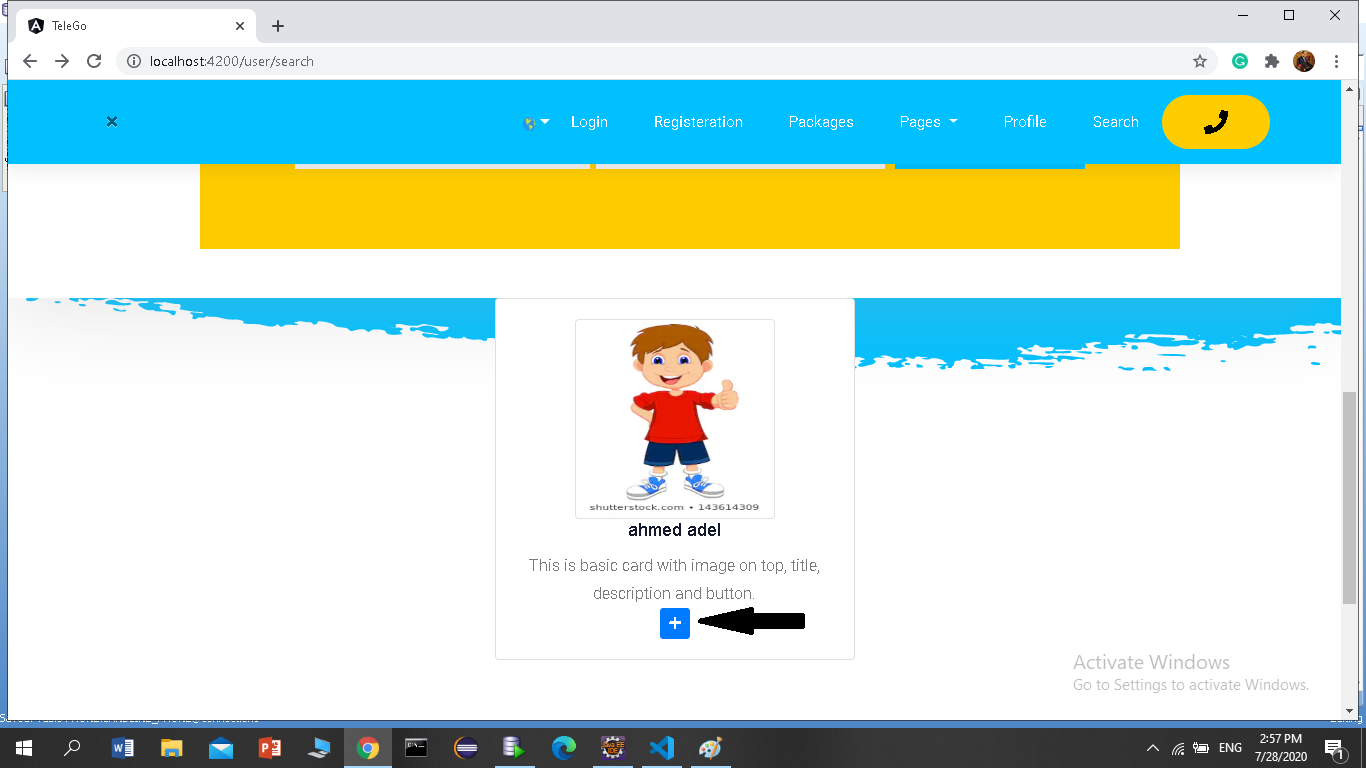 TeleGo
localhost:4200/user/search
Login Registeration Packages Pages Profile Search
shutterstock.com • 143614309
ahmed adel
This is basic card with image on top, title,
description and button.
+
Activate Windows
Go to Settings to activate Windows.
ENG
2:57 PM
7/28/2020
1